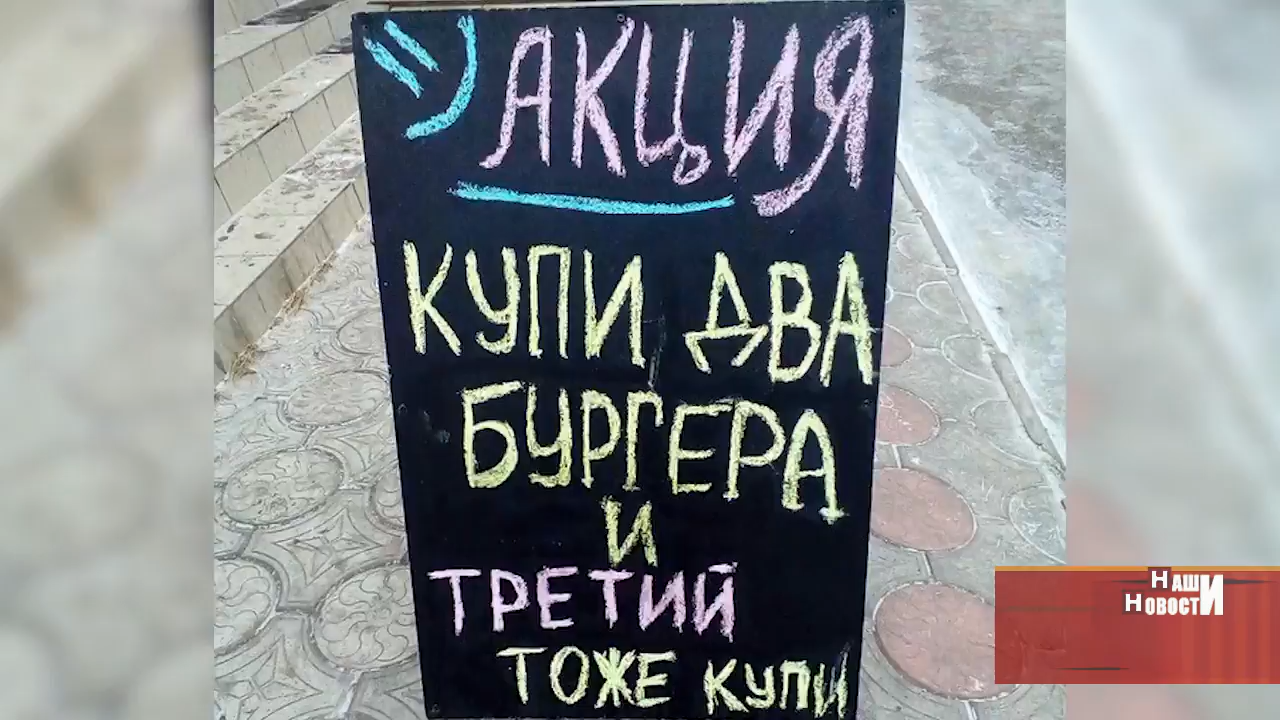 =) АКЦИЯ
КУПИ ДВА
БУРГЕРА
И
ТРЕТИЙ
ТОЖЕ КУПИ
НАШИ
НОВОСТИ